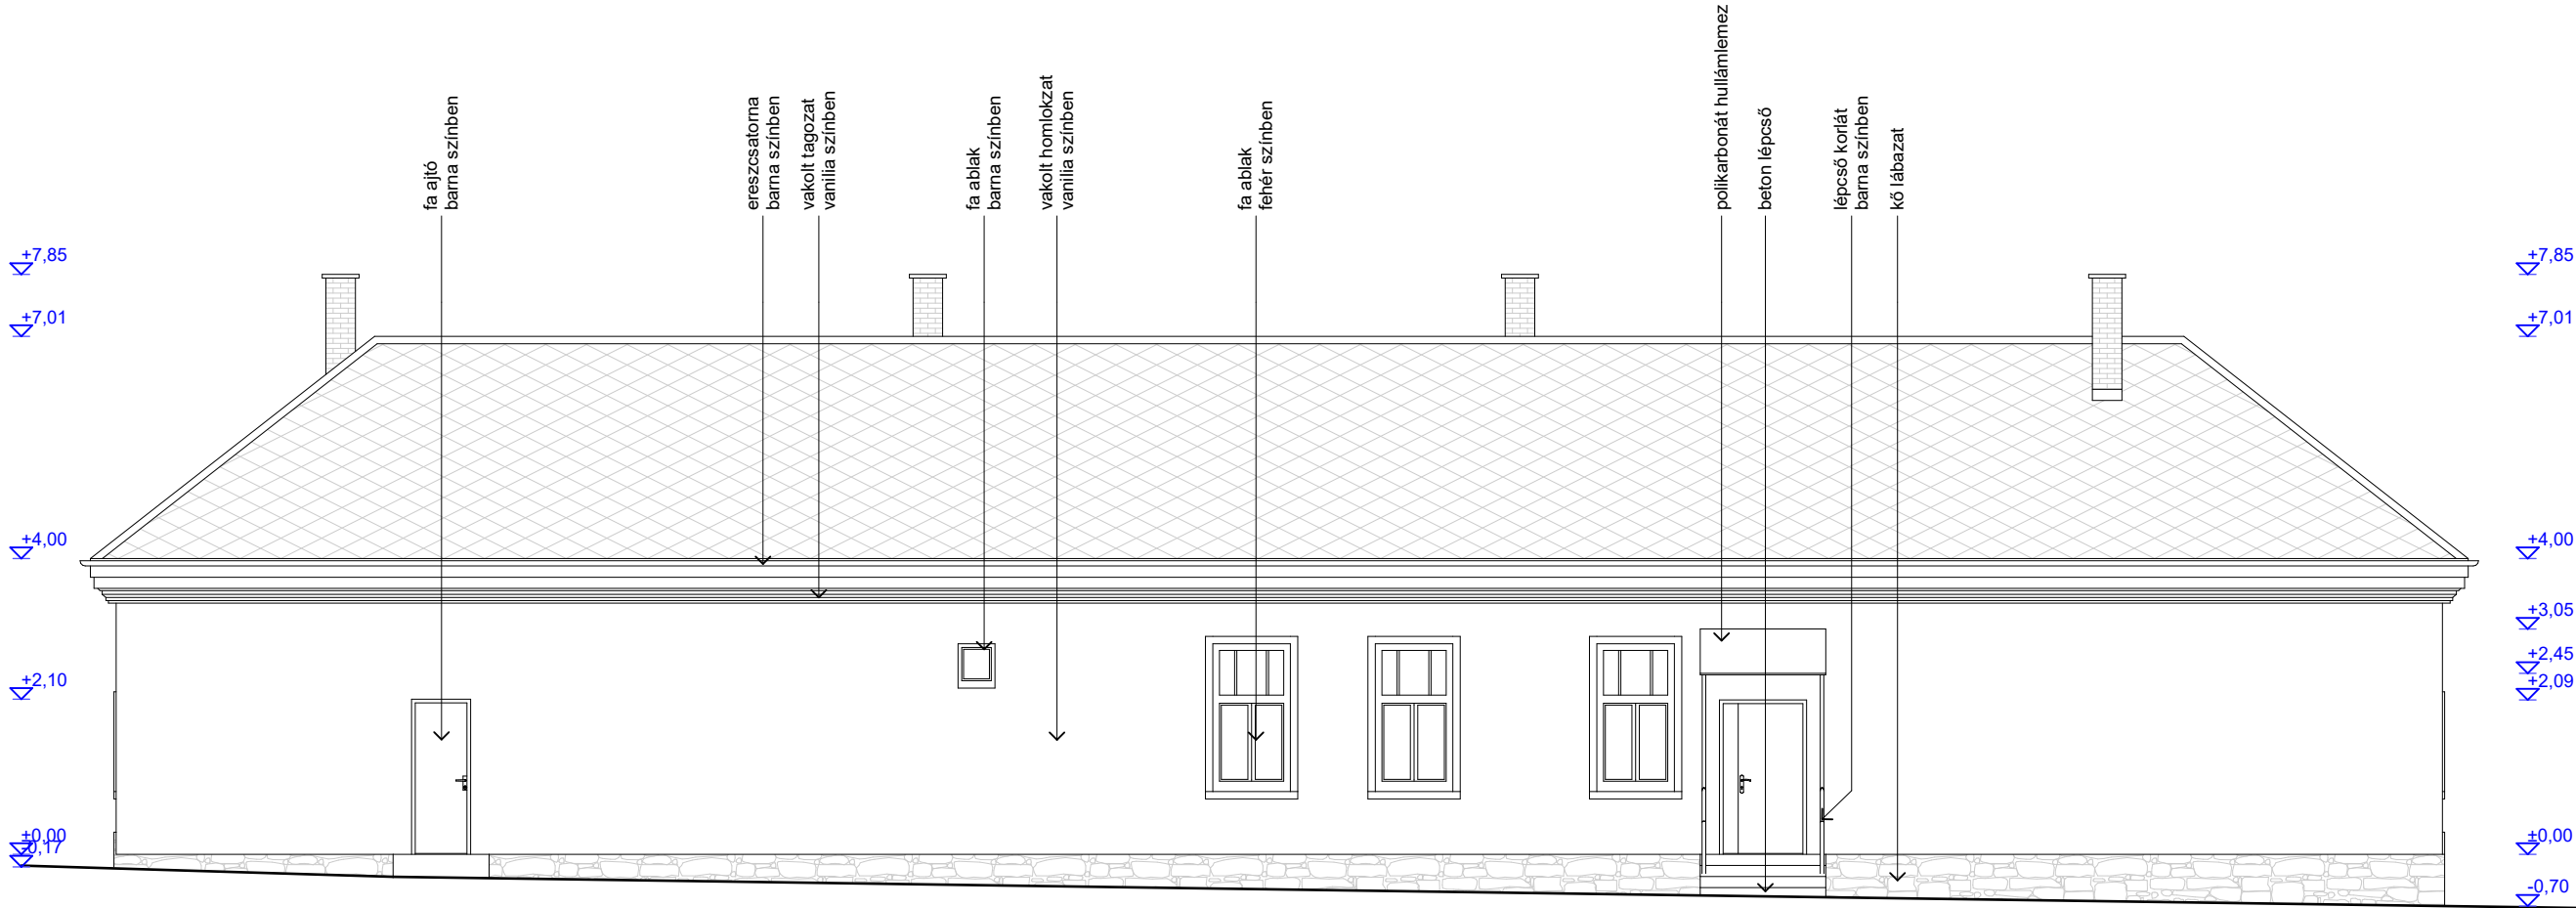 fa ajtó
barna színben
ereszcsatorna
barna színben
vakolt tagozat
vanilia színben
fa ablak
barna színben
vakolt homlokzat
vanilia színben
fa ablak
fehér színben
polikarbonát hullámlemez
beton lépcső
lépcső korlát
barna színben
kő lábazat
+7,85
+7,01
+4,00
+2,10
±0,00
-0,17
+7,85
+7,01
+4,00
+3,05
+2,45
+2,09
±0,00
-0,70